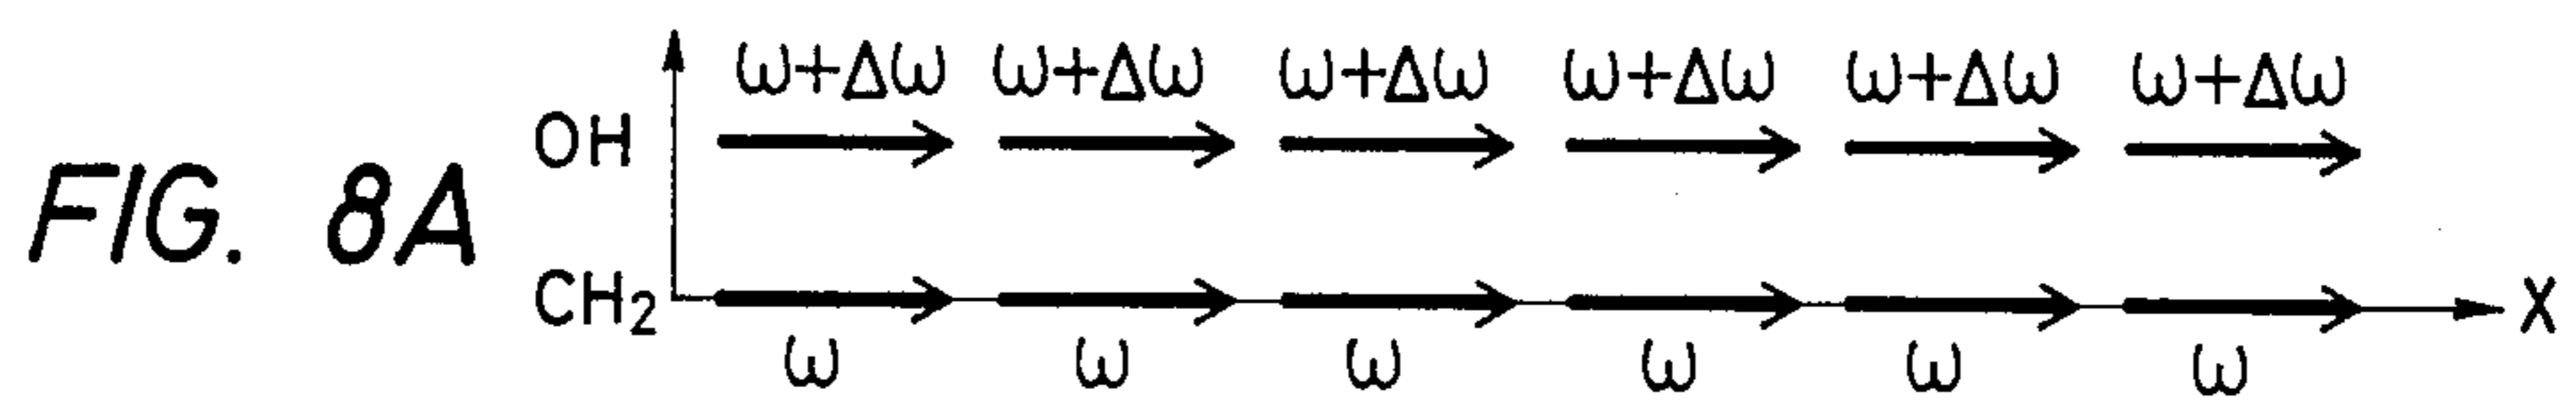 ω+Δω ω+Δω ω+Δω ω+Δω ω+Δω ω+Δω
OH
FIG. 8A
CH₂ X
ω ω ω ω ω ω